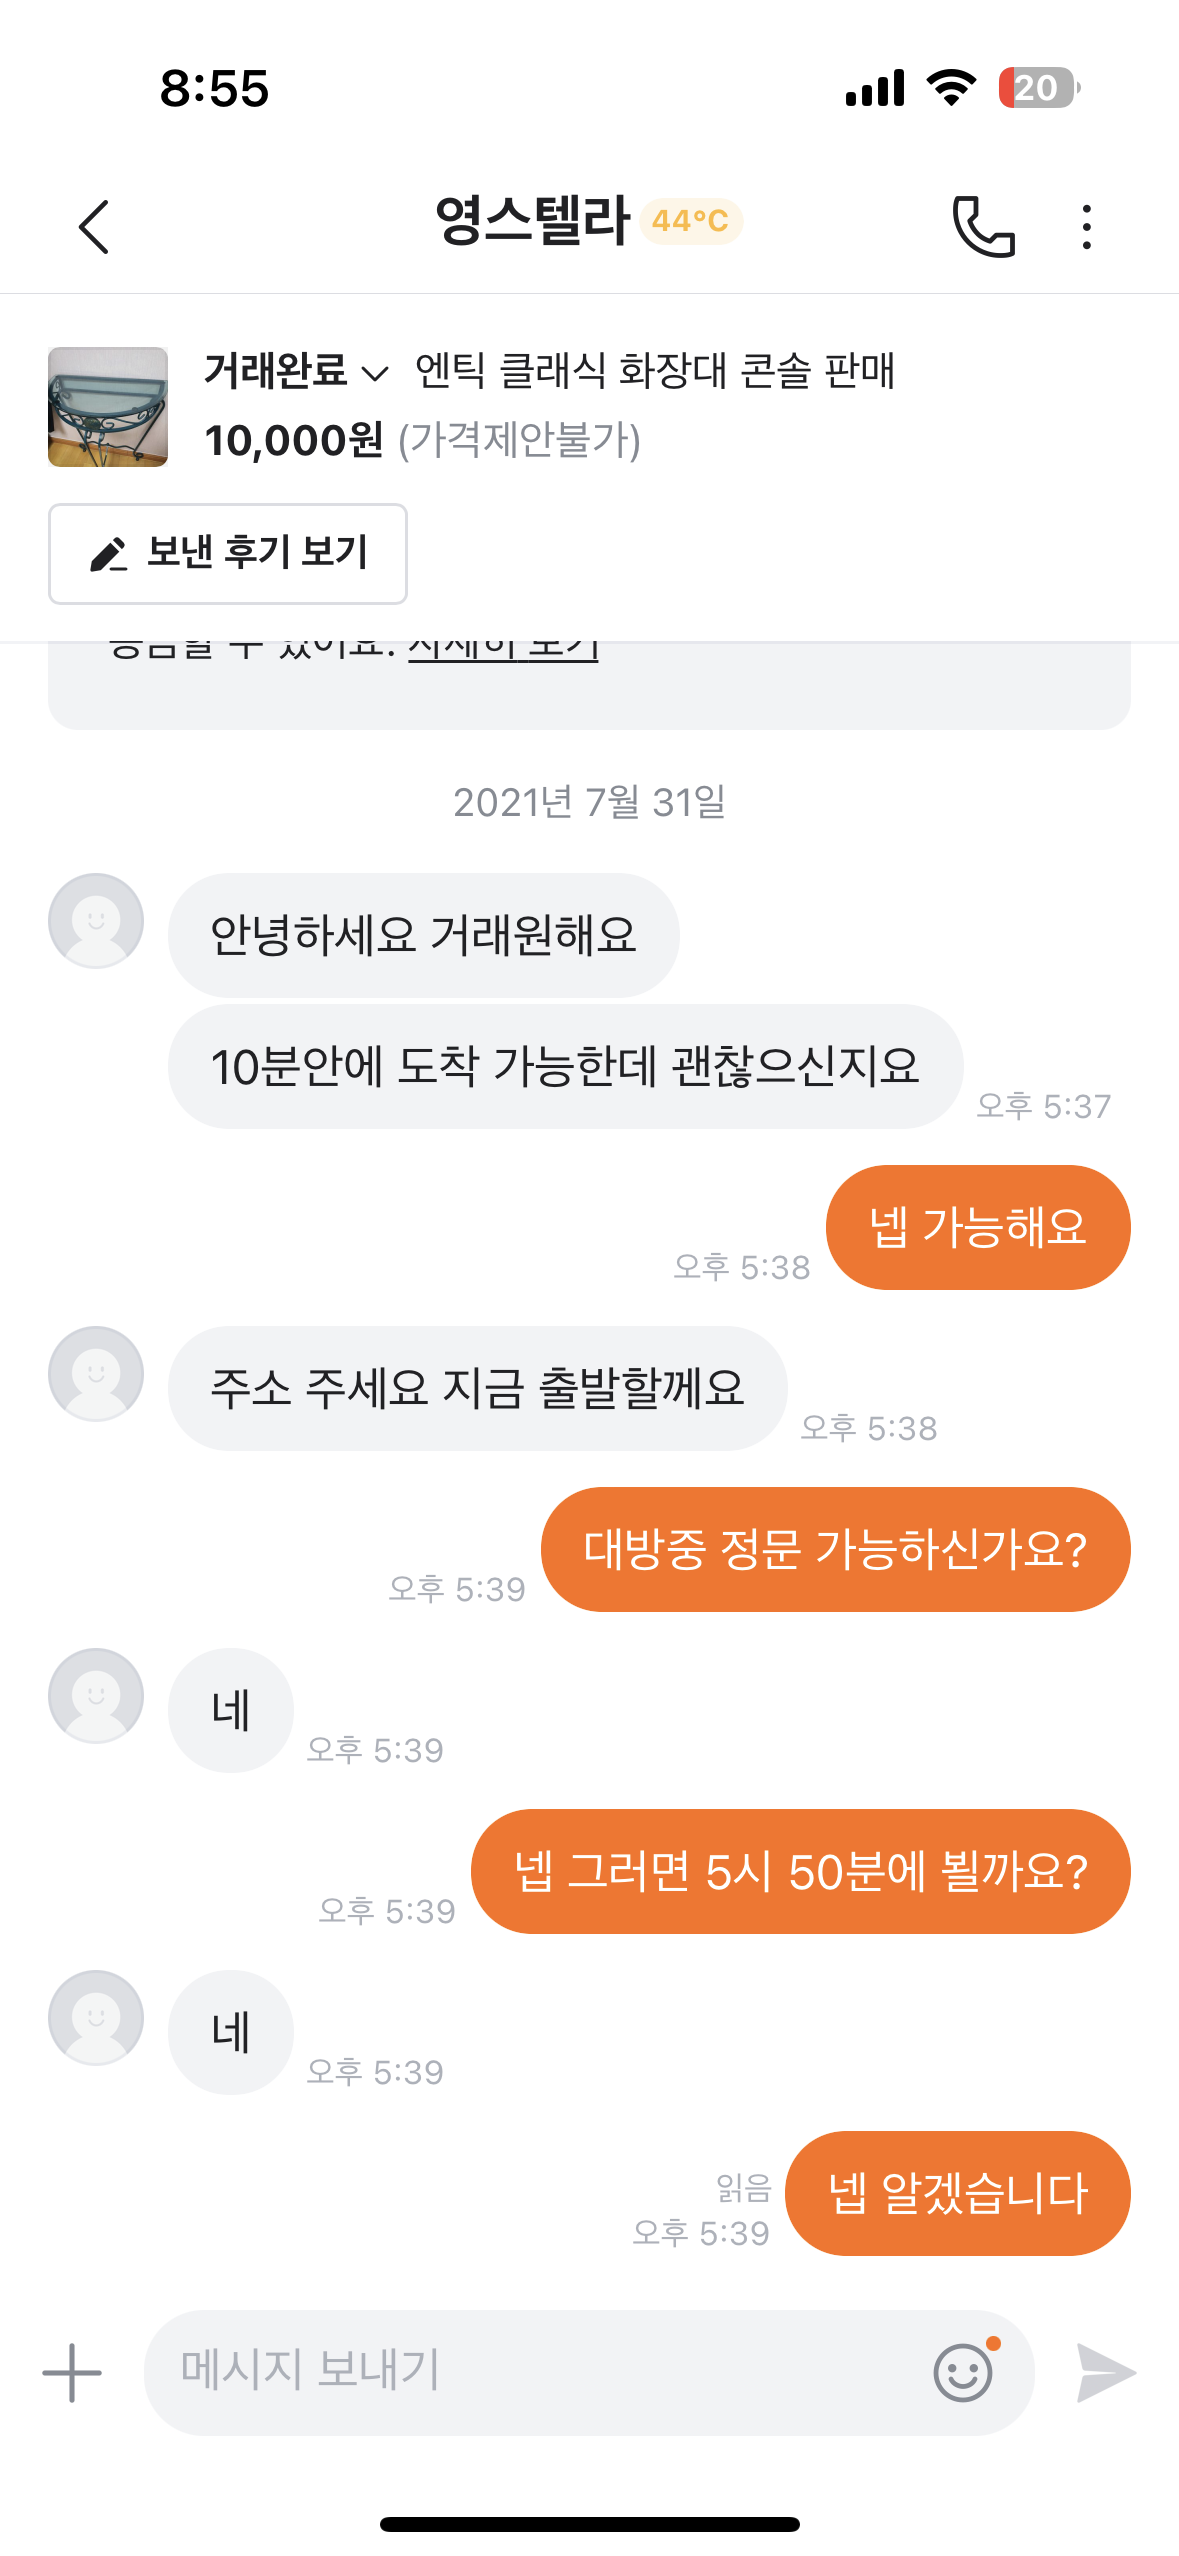 8:55
20
영스텔라 44°C
거래완료 엔틱 클래식 화장대 콘솔 판매
10,000원 (가격제안불가)
보낸 후기 보기
수 있어요. 자세히 보기
2021년 7월 31일
안녕하세요 거래원해요
10분안에 도착 가능한데 괜찮으신지요
오후 5:37
넵 가능해요
오후 5:38
주소 주세요 지금 출발할께요
오후 5:38
대방중 정문 가능하신가요?
오후 5:39
네
오후 5:39
넵 그러면 5시 50분에 뵐까요?
오후 5:39
네
오후 5:39
넵 알겠습니다
읽음
오후 5:39
메시지 보내기